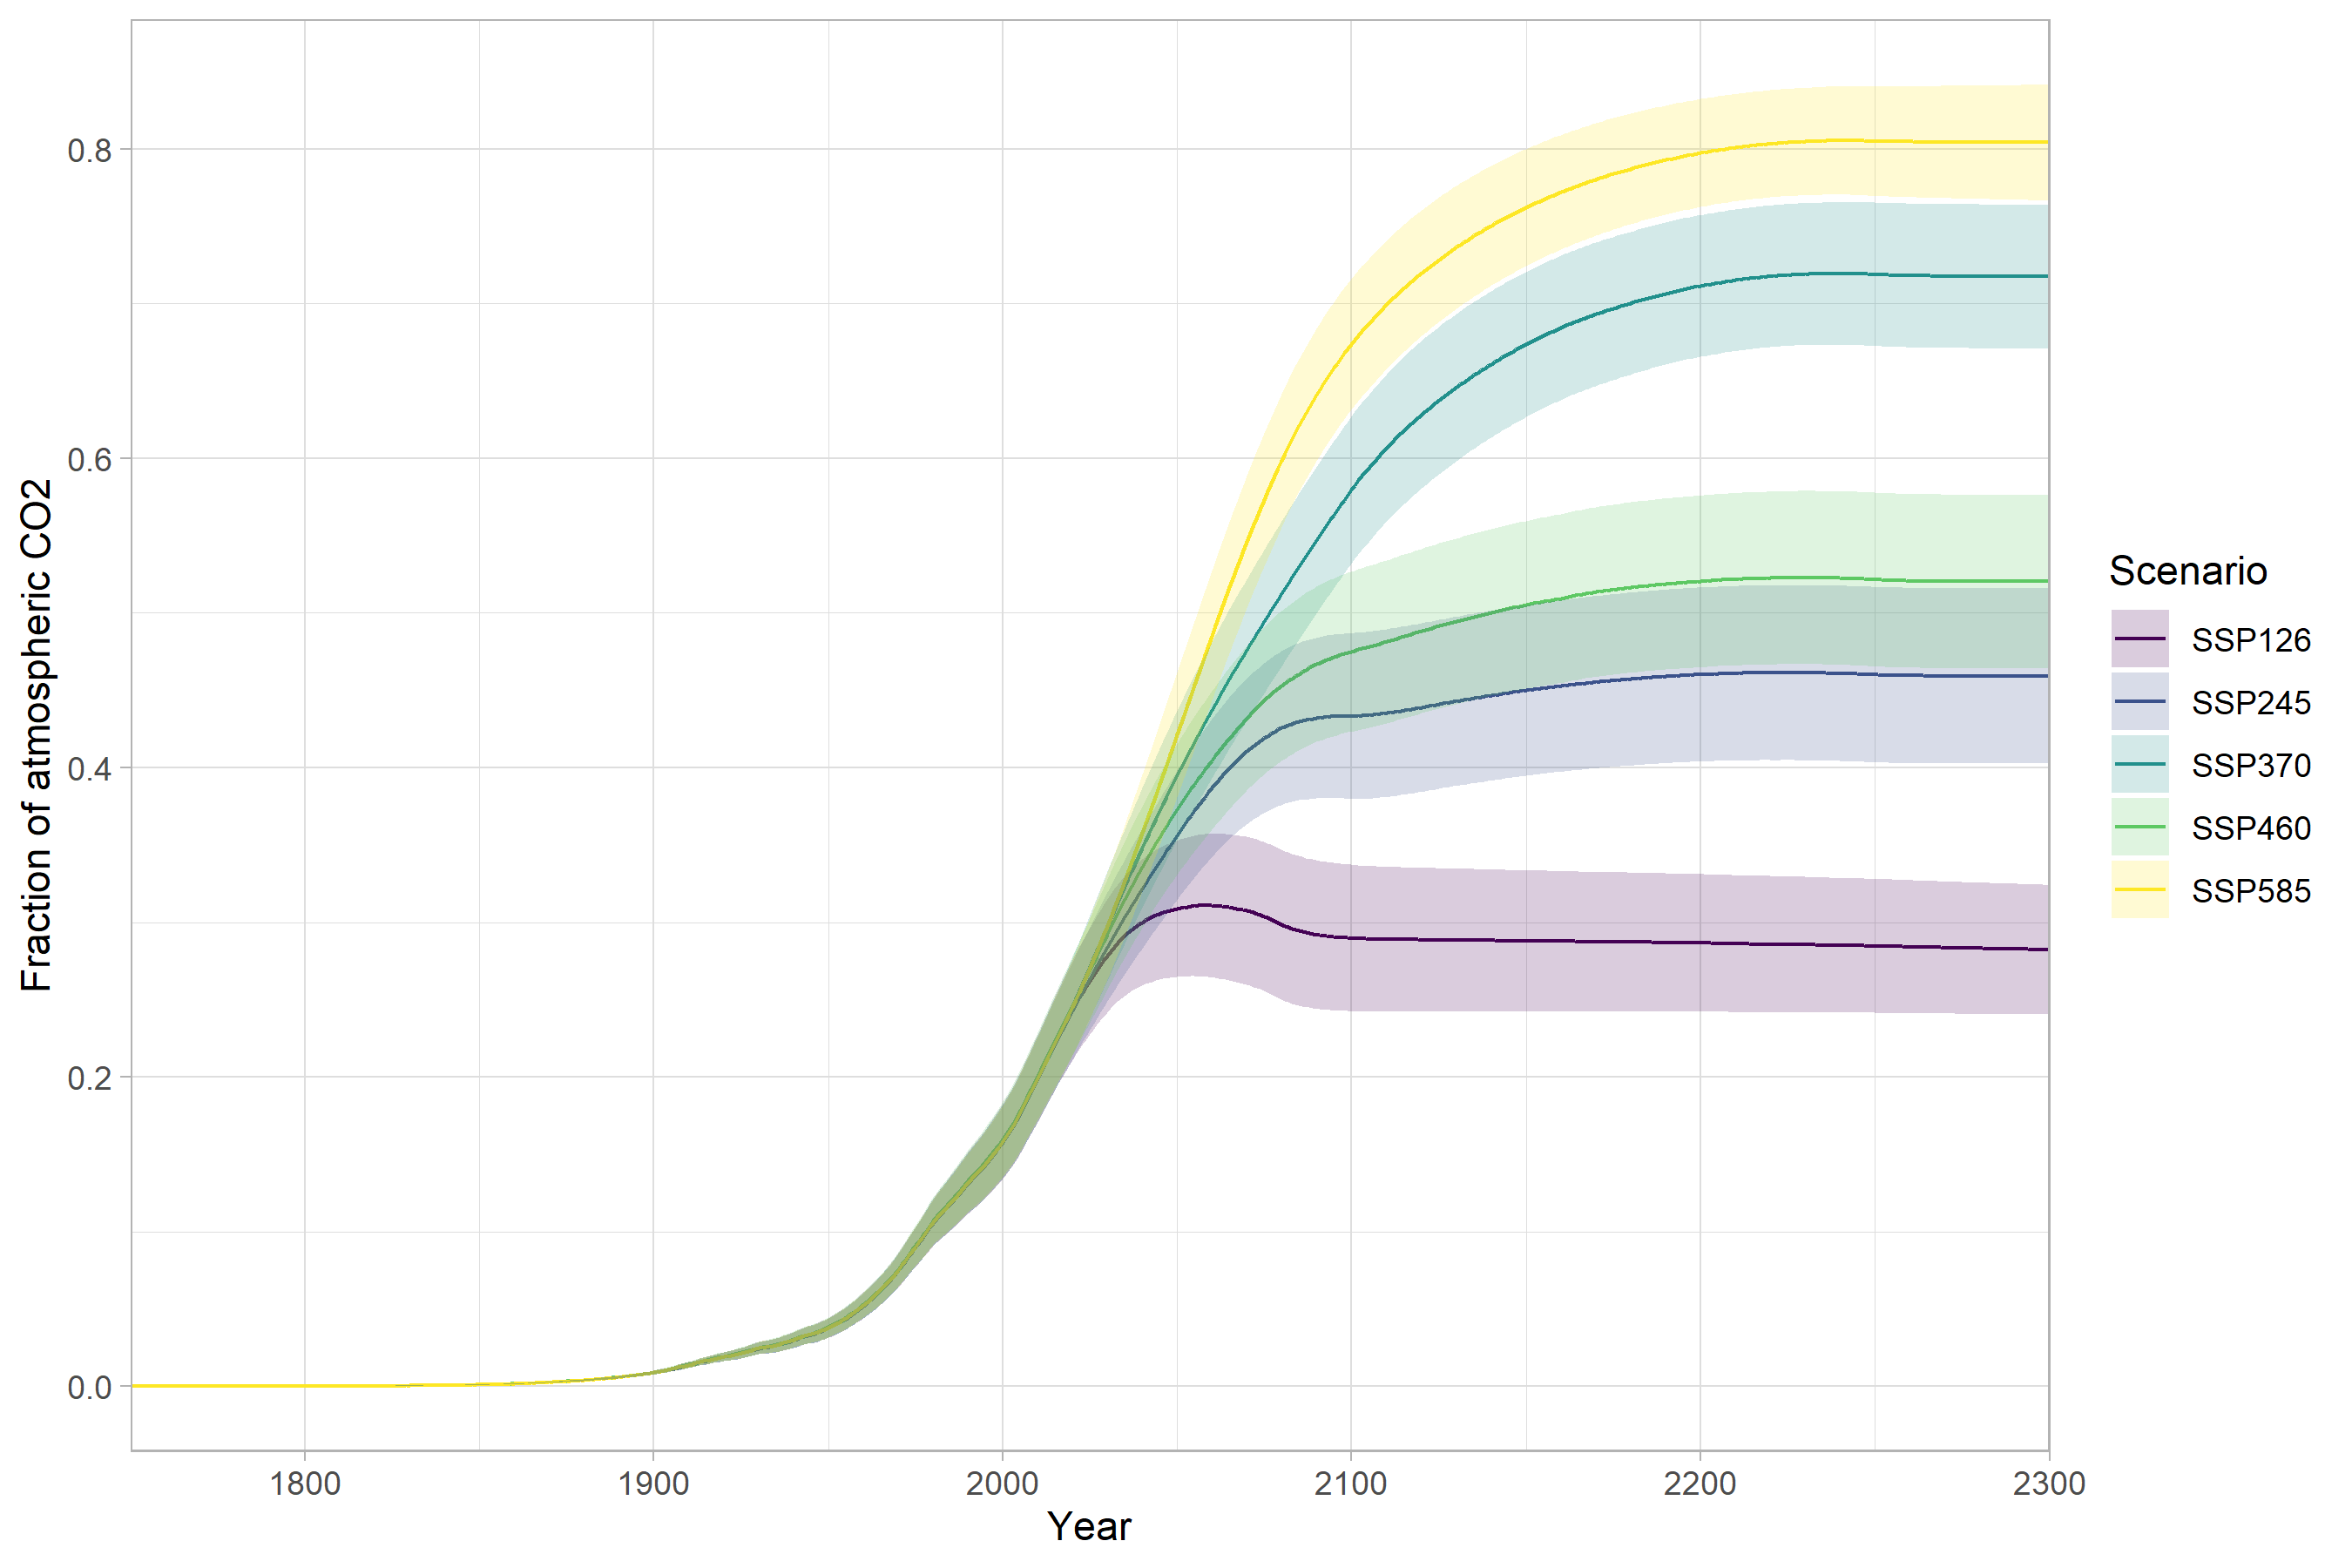 Fraction of atmospheric CO2
0.8
0.6
0.4
0.2
0.0
1800
1900
2000
2100
2200
2300
Year
Scenario
SSP126
SSP245
SSP370
SSP460
SSP585